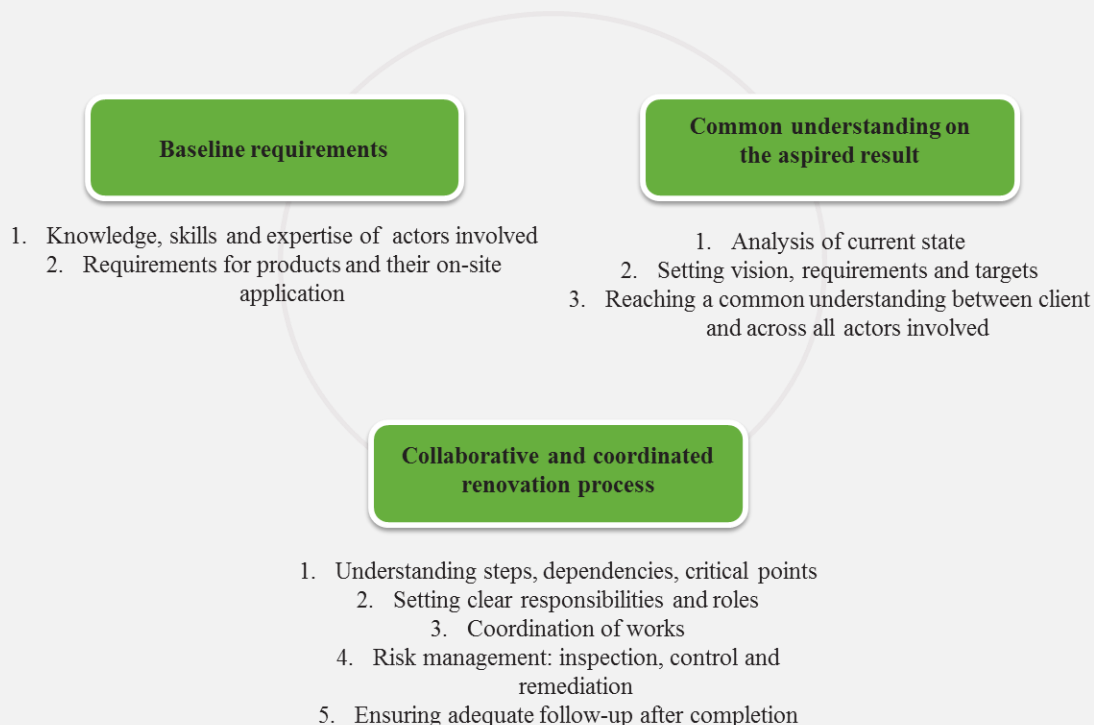 Baseline requirements
1. Knowledge, skills and expertise of actors involved
2. Requirements for products and their on-site
application
Common understanding on
the aspired result
1. Analysis of current state
2. Setting vision, requirements and targets
3. Reaching a common understanding between client
and across all actors involved
Collaborative and coordinated
renovation process
1. Understanding steps, dependencies, critical points
2. Setting clear responsibilities and roles
3. Coordination of works
4. Risk management: inspection, control and
remediation
5. Ensuring adequate follow-up after completion